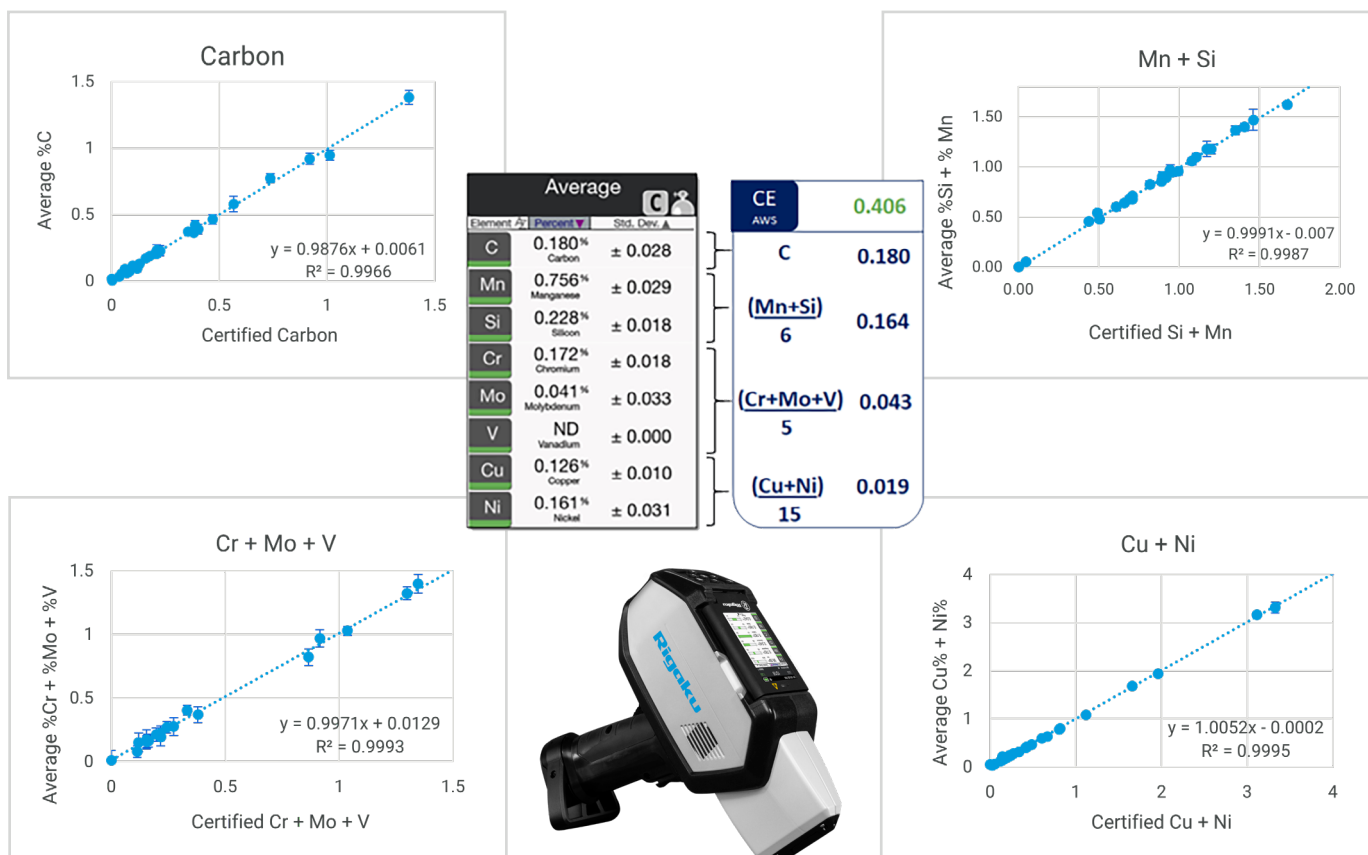 Carbon
1.5
1
0.5
0
0
0.5
1
1.5
Average %C
y = 0.9876x + 0.0061
R² = 0.9966
Certified Carbon
Average
C
Element
Percent
Std. Dev.
C
0.180%
Carbon
± 0.028
Mn
0.756%
Manganese
± 0.029
Si
0.228%
Silicon
± 0.018
Cr
0.172%
Chromium
± 0.018
Mo
0.041%
Molybdenum
± 0.033
V
ND
Vanadium
± 0.000
Cu
0.126%
Copper
± 0.010
Ni
0.161%
Nickel
± 0.031
CE
AWS
0.406
C
0.180
(Mn+Si)
6
0.164
(Cr+Mo+V)
5
0.043
(Cu+Ni)
15
0.019
Mn + Si
1.50
1.00
0.50
0.00
0.00
0.50
1.00
1.50
2.00
Average %Si + % Mn
y = 0.9991x - 0.007
R² = 0.9987
Certified Si + Mn
Cr + Mo + V
1.5
1
0.5
0
0
0.5
1
1.5
Average %Cr + %Mo + %V
y = 0.9971x + 0.0129
R² = 0.9993
Certified Cr + Mo + V
Rigaku
Cu + Ni
4
3
2
1
0
0
1
2
3
4
Average Cu% + Ni%
y = 1.0052x - 0.0002
R² = 0.9995
Certified Cu + Ni